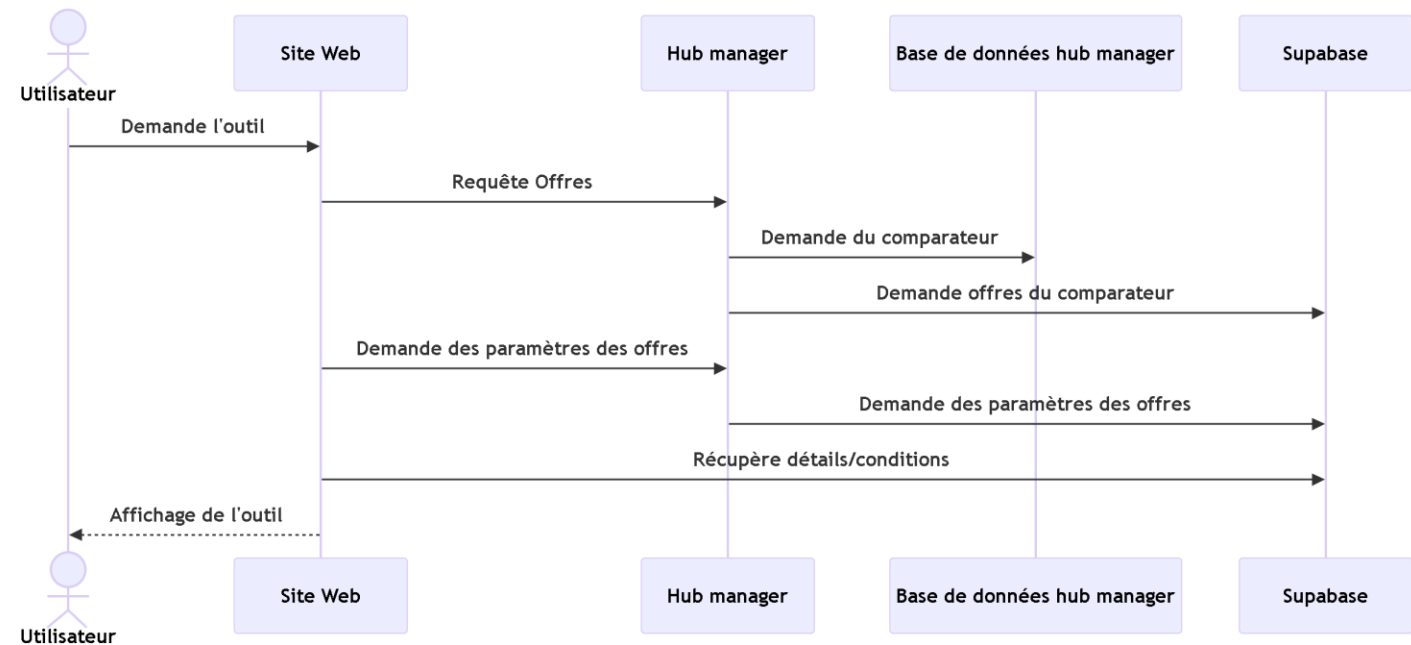 Utilisateur
Site Web
Hub manager
Base de données hub manager
Supabase
Demande l'outil
Requête Offres
Demande du comparateur
Demande offres du comparateur
Demande des paramètres des offres
Demande des paramètres des offres
Récupère détails/conditions
Affichage de l'outil
Utilisateur
Site Web
Hub manager
Base de données hub manager
Supabase